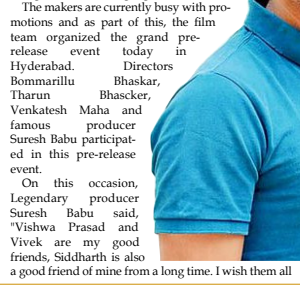 The makers are currently busy with pro-
motions and as part of this, the film
team organized the grand pre-
release event today in
Hyderabad. Directors
Bommarillu Bhaskar,
Tharun Bhascker,
Venkatesh Maha and
famous producer
Suresh Babu participat-
ed in this pre-release
event.
On this occasion,
Legendary producer
Suresh Babu said,
"Vishwa Prasad and
Vivek are my good
friends, Siddharth is also
a good friend of mine from a long time. I wish them all